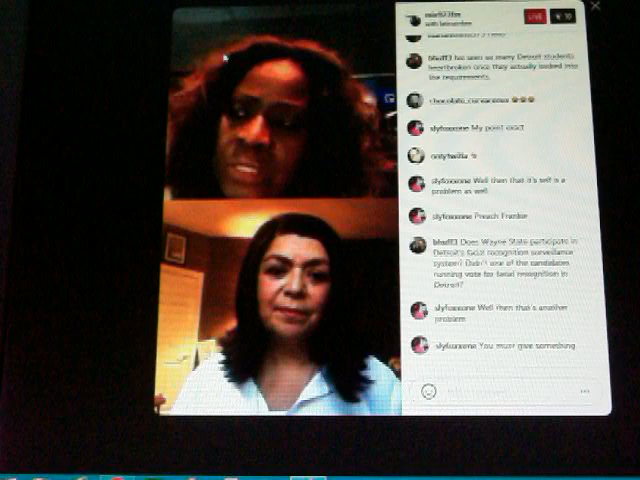 LIVE
bhuff3 has seen so many Detroit students
heartbroken once they actually looked into
the requirements.
slyfoxxone My point exact
onlytwilla
slyfoxxone Well then that it's self is a
problem as well
slyfoxxone Preach Frankie
bhuff3 Does Wayne State participate in
Detroit's facial recognition surveillance
system? Didn't one of the candidates
running vote for facial recognition in
Detroit?
slyfoxxone Well then that's another
problem
slyfoxxone You must give something